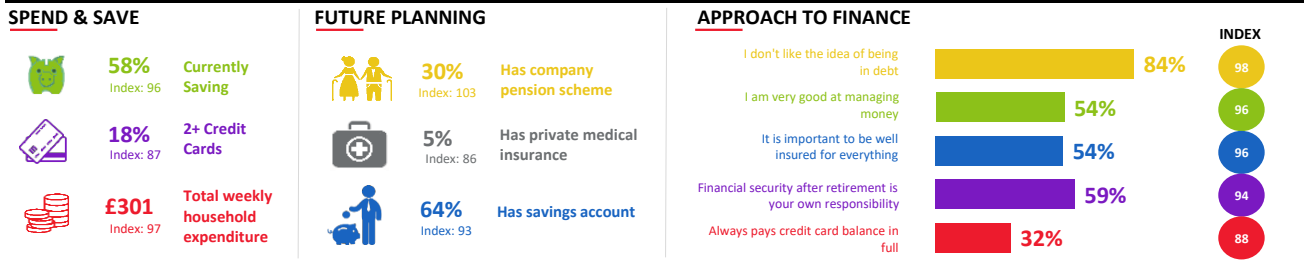 SPEND & SAVE
58%
Index: 96
Currently
Saving
18%
Index: 87
2+ Credit
Cards
£301
Index: 97
Total weekly
household
expenditure
FUTURE PLANNING
30%
Index: 103
Has company
pension scheme
5%
Index: 86
Has private medical
insurance
64%
Index: 93
Has savings account
APPROACH TO FINANCE
INDEX
I don't like the idea of being
in debt
84%
98
I am very good at managing
money
54%
96
It is important to be well
insured for everything
54%
96
Financial security after retirement is
your own responsibility
59%
94
Always pays credit card balance in
full
32%
88